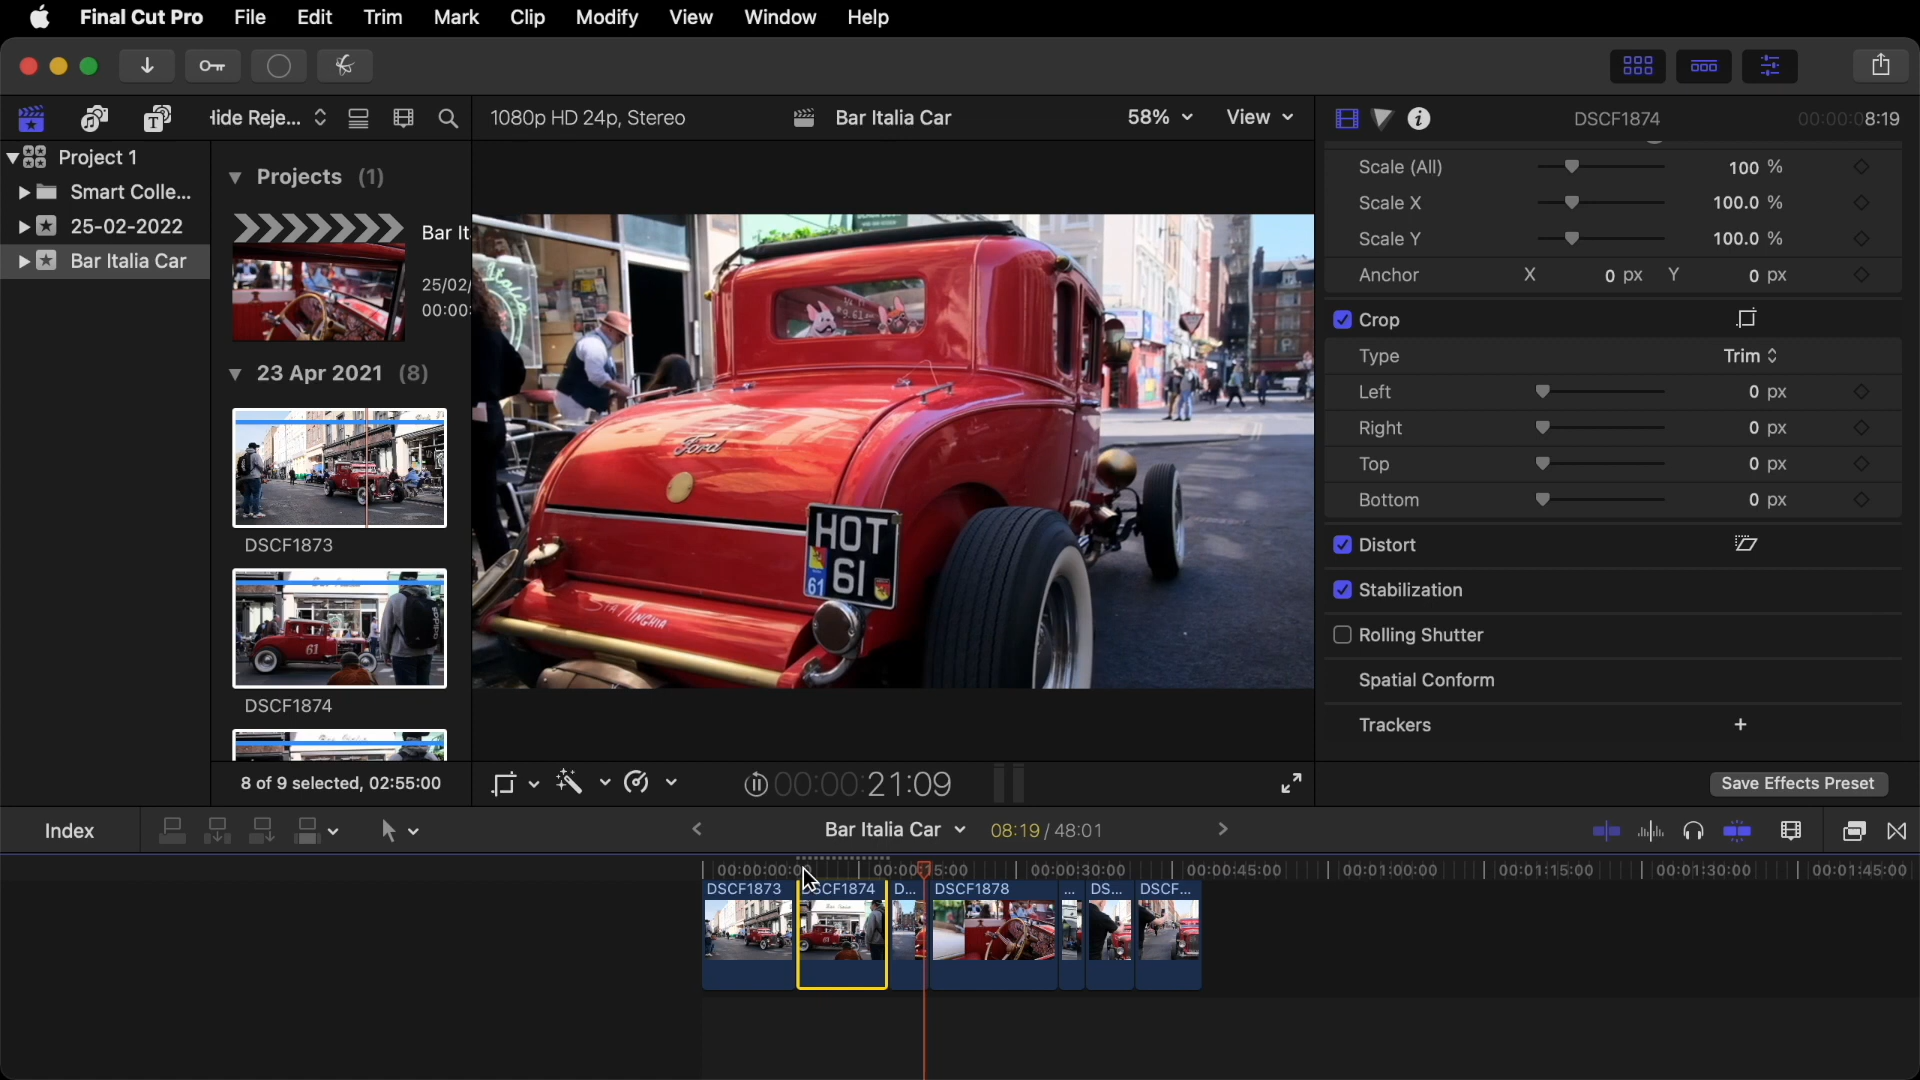 Final Cut Pro File Edit Trim Mark Clip Modify View Window Help
Hide Reje...
1080p HD 24p, Stereo
Bar Italia Car
58%
View
DSCF1874
00:00:08:19
Project 1
Smart Colle...
25-02-2022
Bar Italia Car
Projects (1)
Bar It
25/02/
00:00:
23 Apr 2021 (8)
DSCF1873
DSCF1874
8 of 9 selected, 02:55:00
Ford
HOT
61
61
STA MINGHIA
Scale (All) 100 %
Scale X 100.0 %
Scale Y 100.0 %
Anchor X 0 px Y 0 px
Crop
Type Trim
Left 0 px
Right 0 px
Top 0 px
Bottom 0 px
Distort
Stabilization
Rolling Shutter
Spatial Conform
Trackers +
Save Effects Preset
00:00:21:09
Index
Bar Italia Car
08:19 / 48:01
00:00:00:00 00:00:15:00 00:00:30:00 00:00:45:00 00:01:00:00 00:01:15:00 00:01:30:00 00:01:45:00
DSCF1873 DSCF1874 D... DSCF1878 ... DS... DSCF...